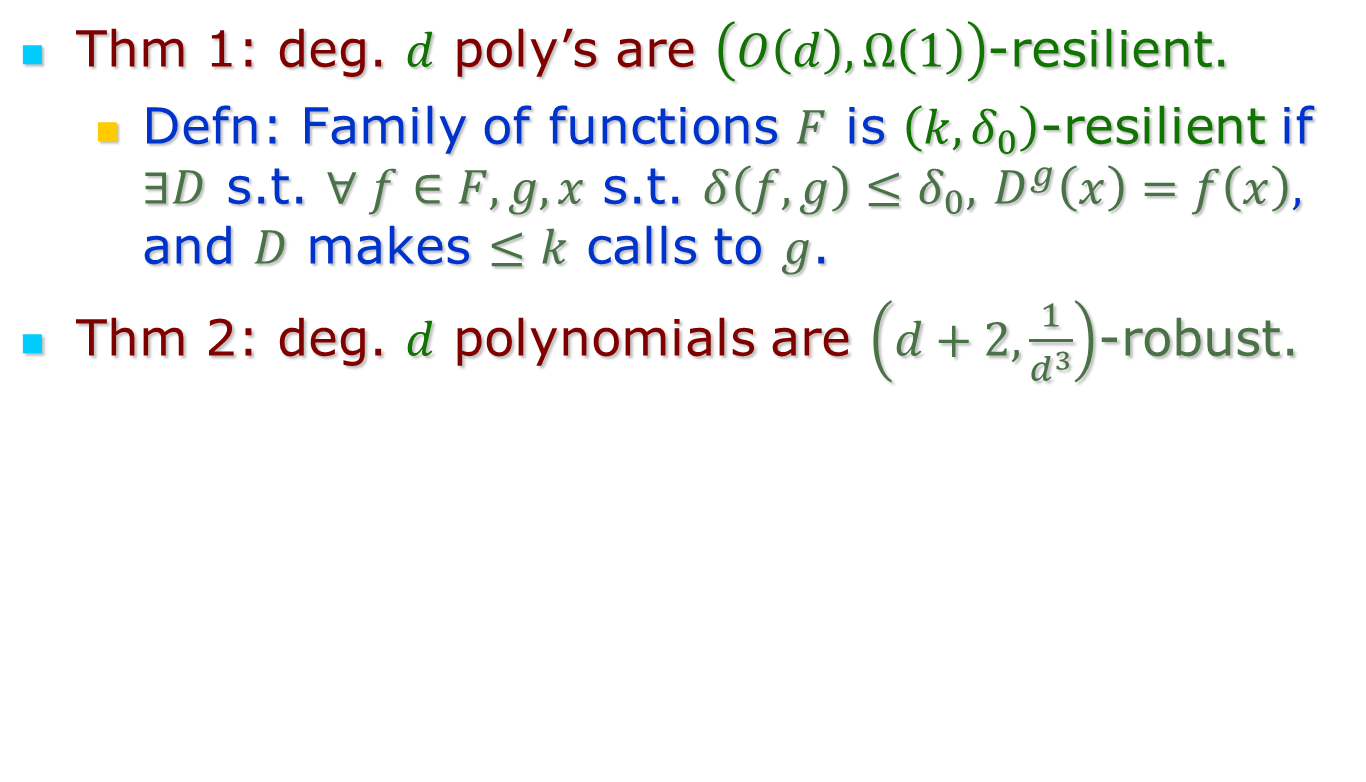 Thm 1: deg. 𝑑 poly’s are (𝑂(𝑑), Ω(1))-resilient.
Defn: Family of functions 𝐹 is (𝑘, 𝛿₀)-resilient if
∃𝐷 s.t. ∀ 𝑓 ∈ 𝐹, 𝑔, 𝑥 s.t. 𝛿(𝑓, 𝑔) ≤ 𝛿₀, 𝐷^𝑔(𝑥) = 𝑓(𝑥),
and 𝐷 makes ≤ 𝑘 calls to 𝑔.
Thm 2: deg. 𝑑 polynomials are (𝑑 + 2, 1/𝑑³)-robust.